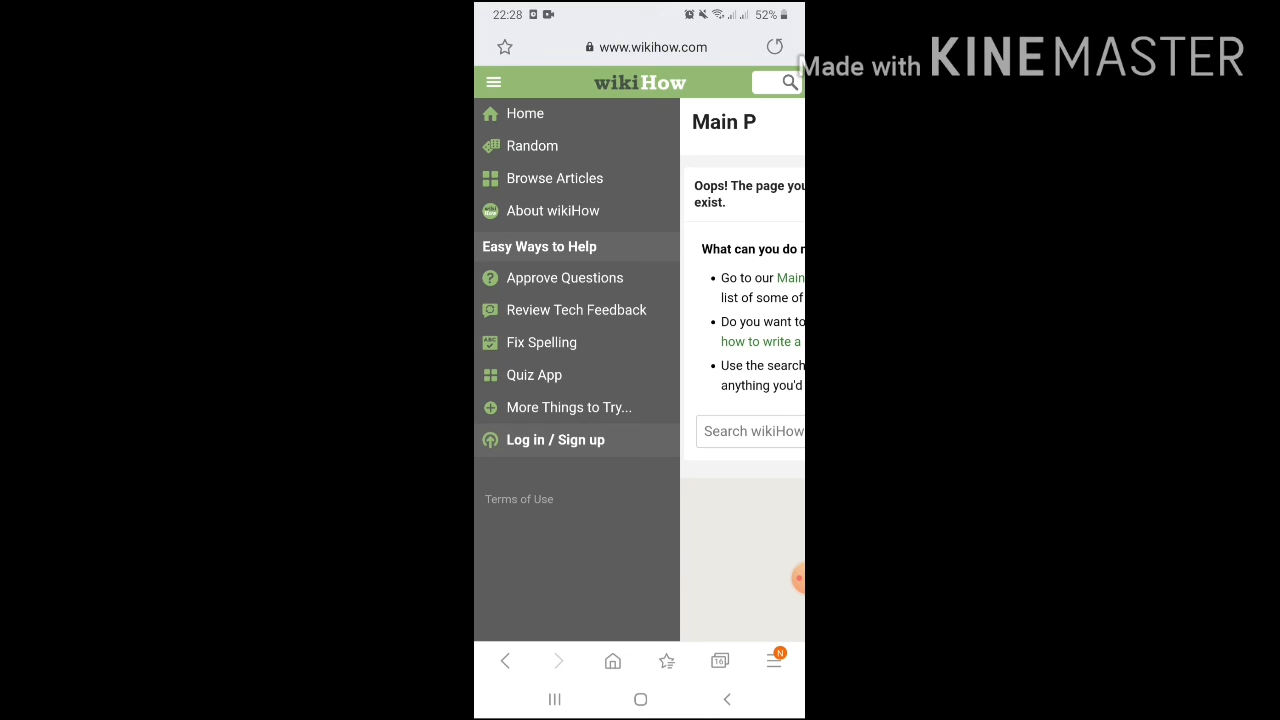 22:28 52%
www.wikihow.com
Made with KINEMASTER
wikiHow
Home
Random
Browse Articles
About wikiHow
Easy Ways to Help
Approve Questions
Review Tech Feedback
Fix Spelling
Quiz App
More Things to Try...
Log in / Sign up
Terms of Use
Main P
Oops! The page you
exist.
What can you do
Go to our Main
list of some of
Do you want to
how to write a
Use the search
anything you'd
Search wikiHow
16
N